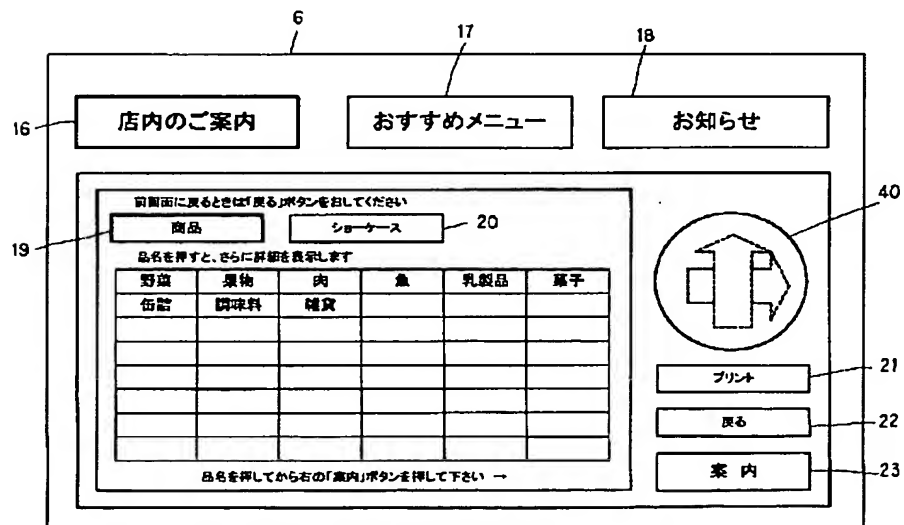 6
17
18
16 店内のご案内 おすすめメニュー お知らせ
前画面に戻るときは「戻る」ボタンをおしてください
40
19 商品 ショーケース 20
品名を押すと、さらに詳細を表示します
野菜 果物 肉 魚 乳製品 菓子
缶詰 調味料 雑貨
プリント 21
戻る 22
案内 23
品名を押してから右の「案内」ボタンを押して下さい →